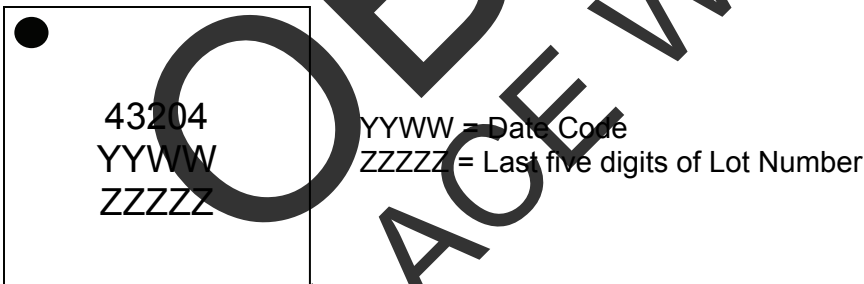 43204
YYWW
ZZZZZ
YYWW = Date Code
ZZZZZ = Last five digits of Lot Number